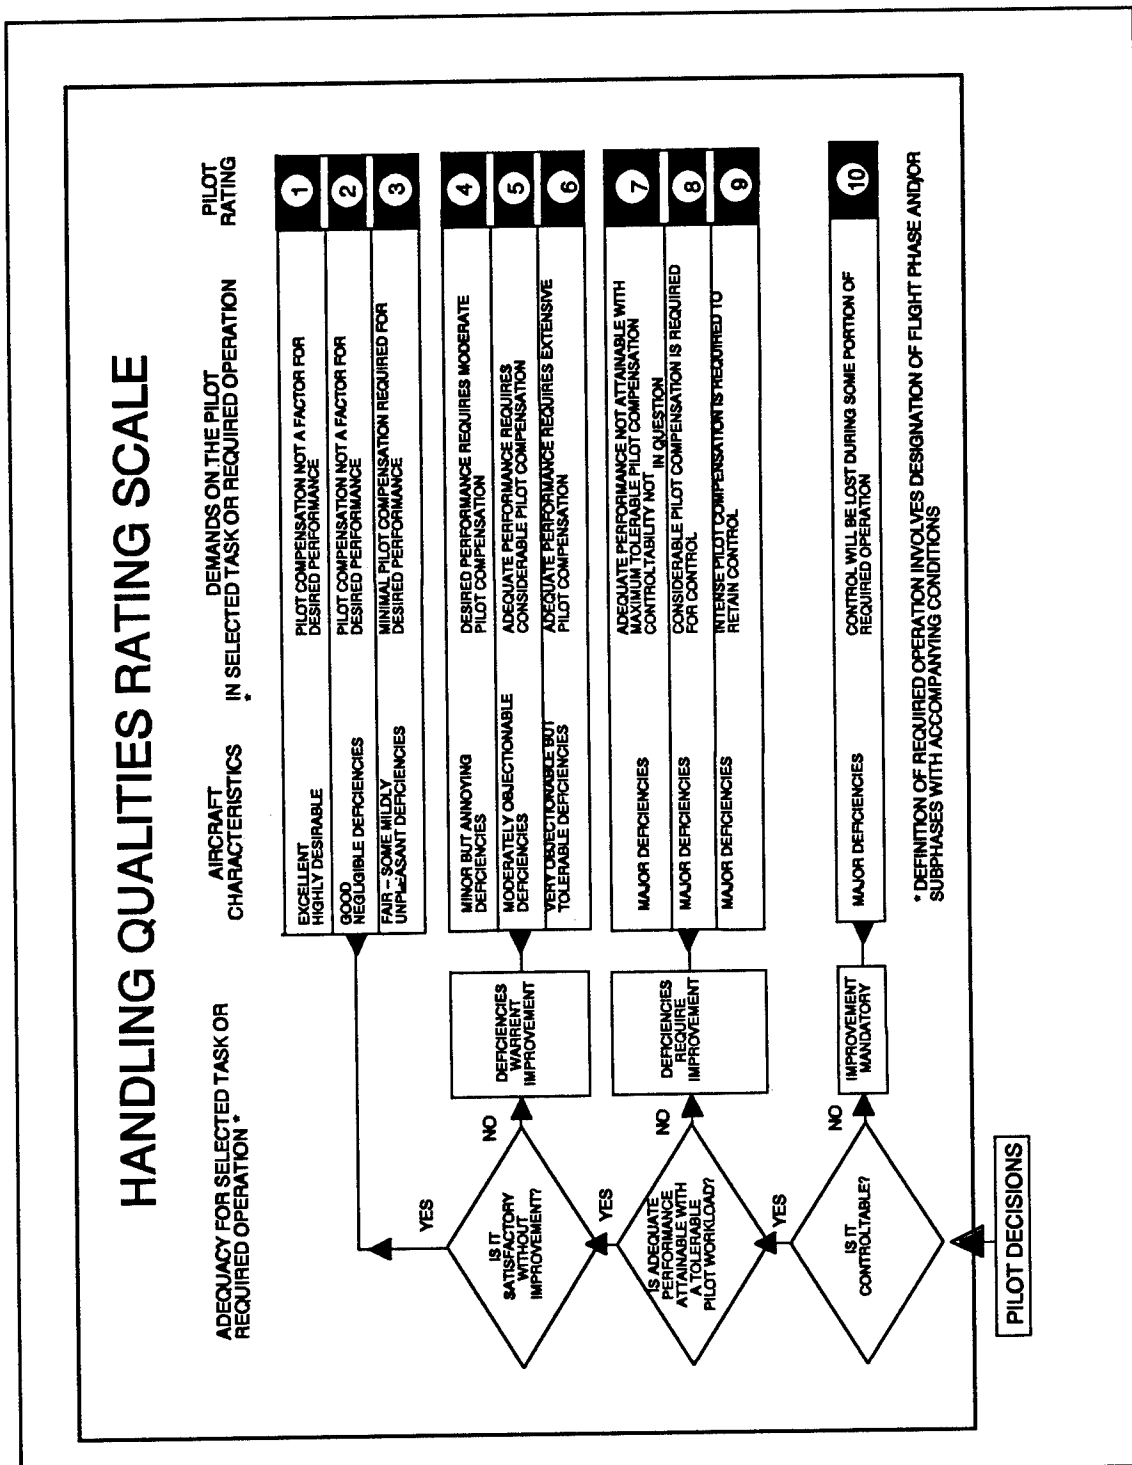 HANDLING QUALITIES RATING SCALE
ADEQUACY FOR SELECTED TASK OR
REQUIRED OPERATION *
AIRCRAFT
CHARACTERISTICS
DEMANDS ON THE PILOT
IN SELECTED TASK OR REQUIRED OPERATION
*
PILOT
RATING
EXCELLENT
HIGHLY DESIRABLE
PILOT COMPENSATION NOT A FACTOR FOR
DESIRED PERFORMANCE
1
GOOD
NEGLIGIBLE DEFICIENCIES
PILOT COMPENSATION NOT A FACTOR FOR
DESIRED PERFORMANCE
2
FAIR – SOME MILDLY
UNPLEASANT DEFICIENCIES
MINIMAL PILOT COMPENSATION REQUIRED FOR
DESIRED PERFORMANCE
3
YES
IS IT
SATISFACTORY
WITHOUT
IMPROVEMENT?
NO
DEFICIENCIES
WARRENT
IMPROVEMENT
MINOR BUT ANNOYING
DEFICIENCIES
DESIRED PERFORMANCE REQUIRES MODERATE
PILOT COMPENSATION
4
MODERATELY OBJECTIONABLE
DEFICIENCIES
ADEQUATE PERFORMANCE REQUIRES
CONSIDERABLE PILOT COMPENSATION
5
VERY OBJECTIONABLE BUT
TOLERABLE DEFICIENCIES
ADEQUATE PERFORMANCE REQUIRES EXTENSIVE
PILOT COMPENSATION
6
YES
IS ADEQUATE
PERFORMANCE
ATTAINABLE WITH
A TOLERABLE
PILOT WORKLOAD?
NO
DEFICIENCIES
REQUIRE
IMPROVEMENT
MAJOR DEFICIENCIES
ADEQUATE PERFORMANCE NOT ATTAINABLE WITH
MAXIMUM TOLERABLE PILOT COMPENSATION
CONTROLTABILITY NOT
IN QUESTION
7
MAJOR DEFICIENCIES
CONSIDERABLE PILOT COMPENSATION IS REQUIRED
FOR CONTROL
8
MAJOR DEFICIENCIES
INTENSE PILOT COMPENSATION IS REQUIRED TO
RETAIN CONTROL
9
YES
IS IT
CONTROLTABLE?
NO
IMPROVEMENT
MANDATORY
MAJOR DEFICIENCIES
CONTROL WILL BE LOST DURING SOME PORTION OF
REQUIRED OPERATION
10
* DEFINITION OF REQUIRED OPERATION INVOLVES DESIGNATION OF FLIGHT PHASE AND/OR
SUBPHASES WITH ACCOMPANYING CONDITIONS
PILOT DECISIONS